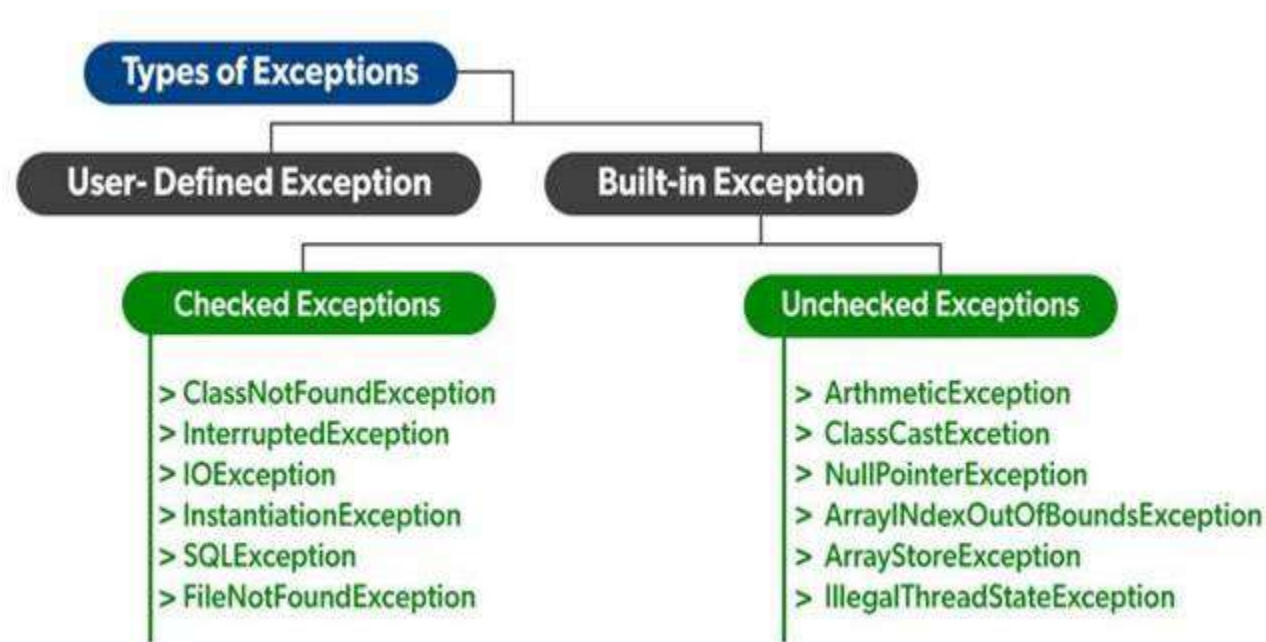 Types of Exceptions
User- Defined Exception
Built-in Exception
Checked Exceptions
> ClassNotFoundException
> InterruptedException
> IOException
> InstantiationException
> SQLException
> FileNotFoundException
Unchecked Exceptions
> ArthmeticException
> ClassCastExcetion
> NullPointerException
> ArrayINdexOutOfBoundsException
> ArrayStoreException
> IllegalThreadStateException